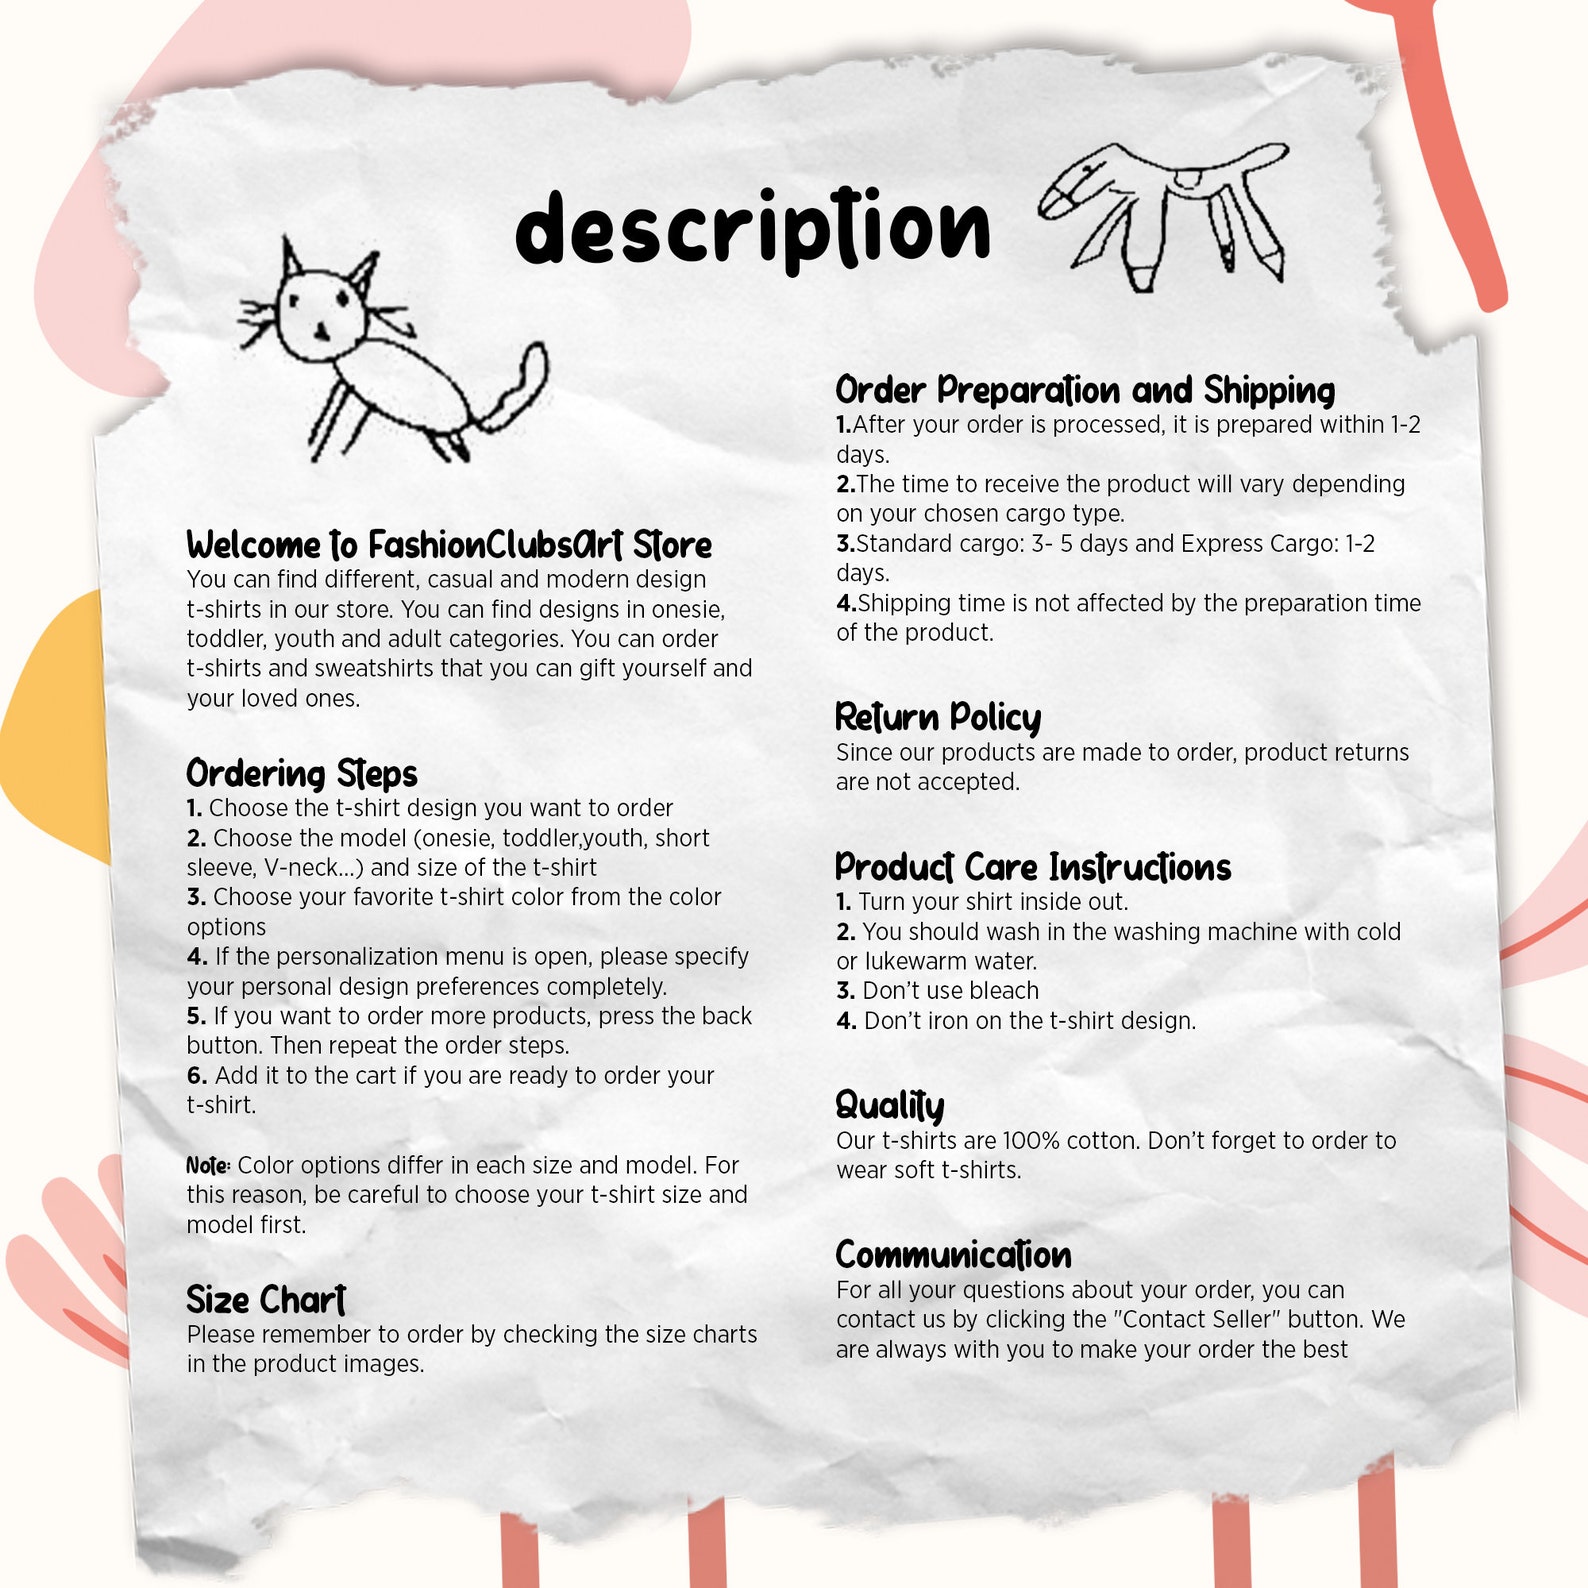 description
Welcome to FashionClubsArt Store
You can find different, casual and modern design
t-shirts in our store. You can find designs in onesie,
toddler, youth and adult categories. You can order
t-shirts and sweatshirts that you can gift yourself and
your loved ones.
Ordering Steps
1. Choose the t-shirt design you want to order
2. Choose the model (onesie, toddler,youth, short
sleeve, V-neck...) and size of the t-shirt
3. Choose your favorite t-shirt color from the color
options
4. If the personalization menu is open, please specify
your personal design preferences completely.
5. If you want to order more products, press the back
button. Then repeat the order steps.
6. Add it to the cart if you are ready to order your
t-shirt.
Note: Color options differ in each size and model. For
this reason, be careful to choose your t-shirt size and
model first.
Size Chart
Please remember to order by checking the size charts
in the product images.
Order Preparation and Shipping
1.After your order is processed, it is prepared within 1-2
days.
2.The time to receive the product will vary depending
on your chosen cargo type.
3.Standard cargo: 3- 5 days and Express Cargo: 1-2
days.
4.Shipping time is not affected by the preparation time
of the product.
Return Policy
Since our products are made to order, product returns
are not accepted.
Product Care Instructions
1. Turn your shirt inside out.
2. You should wash in the washing machine with cold
or lukewarm water.
3. Don’t use bleach
4. Don’t iron on the t-shirt design.
Quality
Our t-shirts are 100% cotton. Don’t forget to order to
wear soft t-shirts.
Communication
For all your questions about your order, you can
contact us by clicking the "Contact Seller" button. We
are always with you to make your order the best